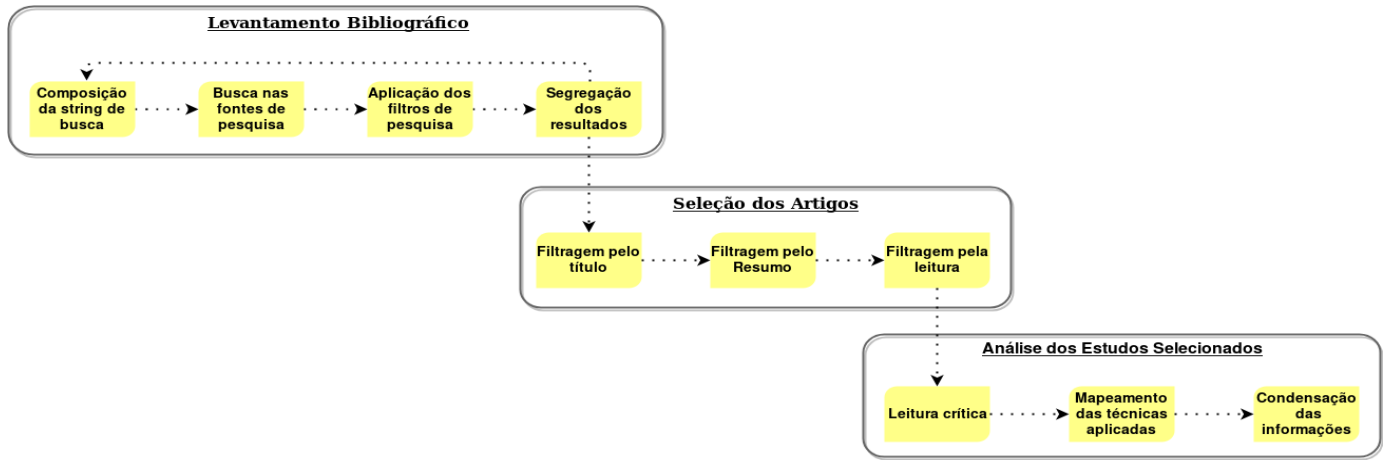 Levantamento Bibliográfico
Composição
da string de
busca
Busca nas
fontes de
pesquisa
Aplicação dos
filtros de
pesquisa
Segregação
dos
resultados
Seleção dos Artigos
Filtragem pelo
título
Filtragem pelo
Resumo
Filtragem pela
leitura
Análise dos Estudos Selecionados
Leitura crítica
Mapeamento
das técnicas
aplicadas
Condensação
das
informações